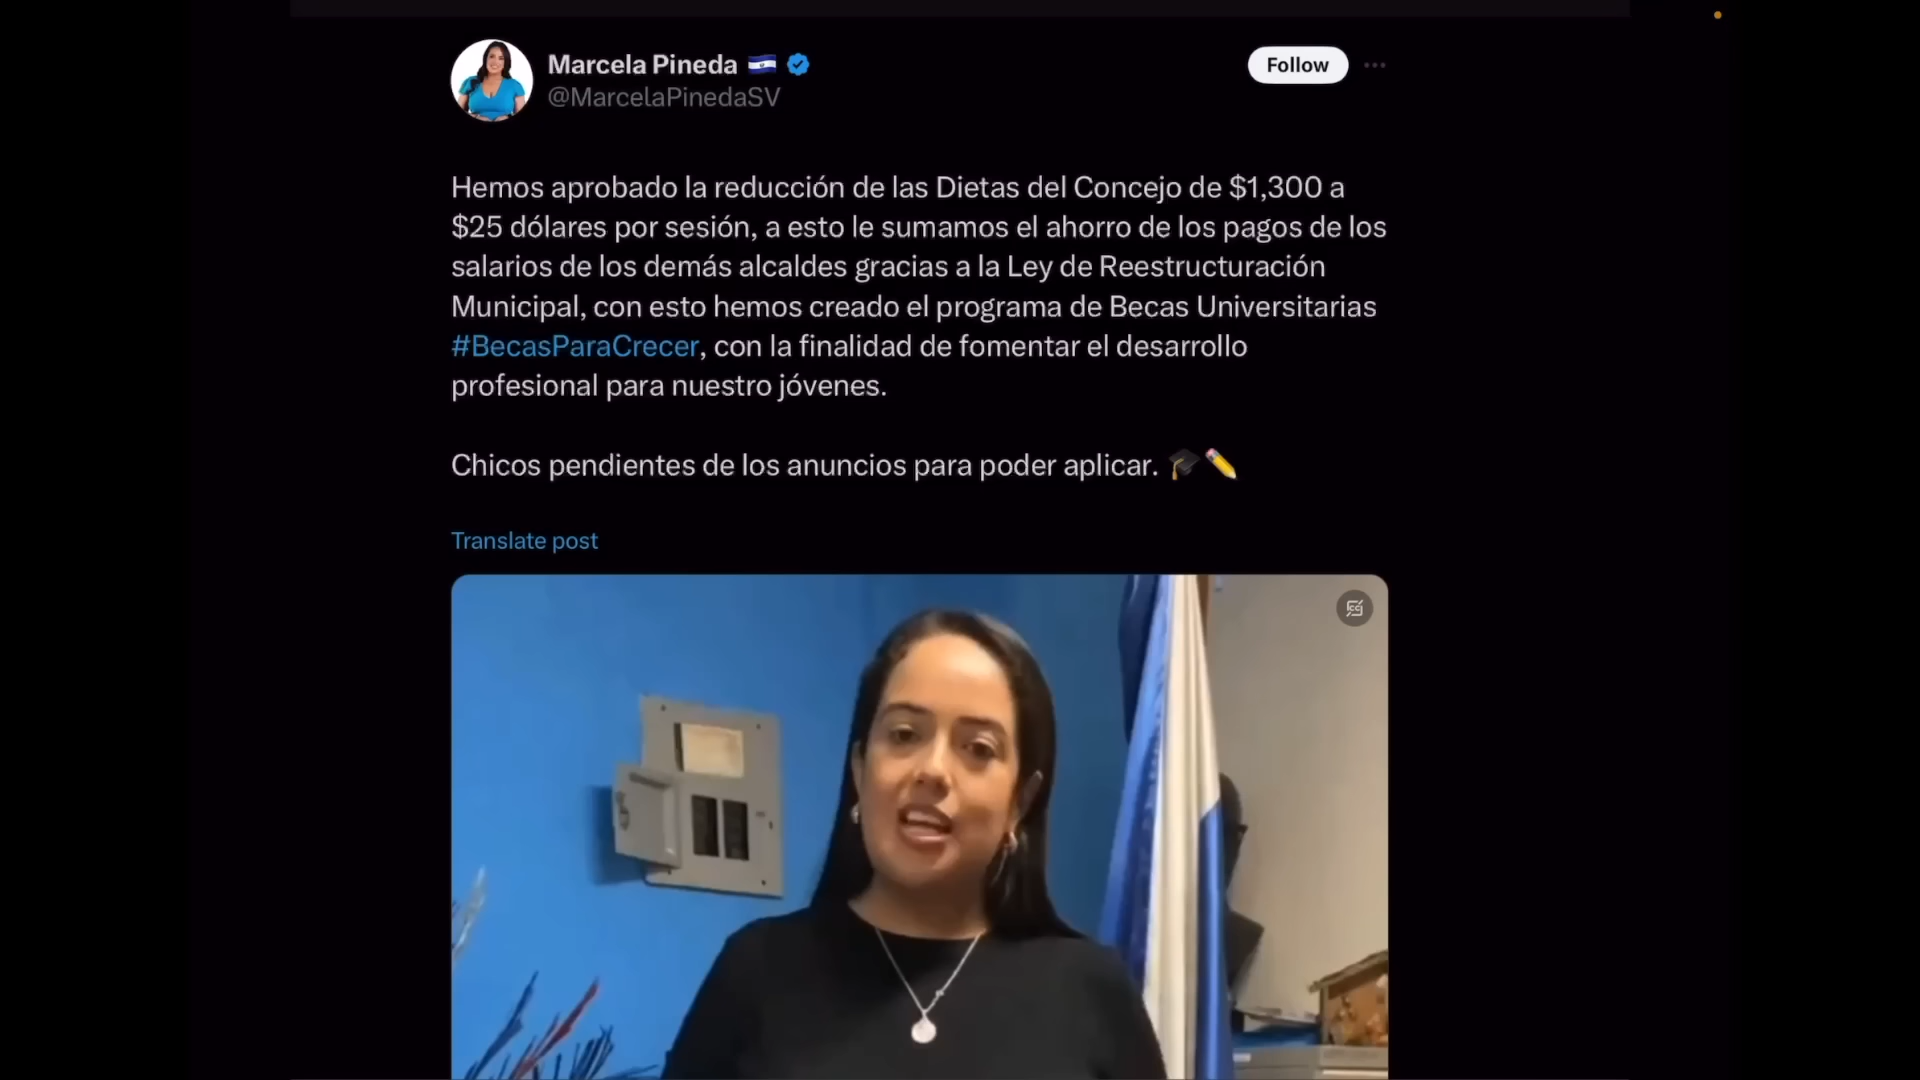 Marcela Pineda 🇸🇻
@MarcelaPinedaSV
Follow
Hemos aprobado la reducción de las Dietas del Concejo de $1,300 a
$25 dólares por sesión, a esto le sumamos el ahorro de los pagos de los
salarios de los demás alcaldes gracias a la Ley de Reestructuración
Municipal, con esto hemos creado el programa de Becas Universitarias
#BecasParaCrecer, con la finalidad de fomentar el desarrollo
profesional para nuestro jóvenes.
Chicos pendientes de los anuncios para poder aplicar. 🎓✏️
Translate post